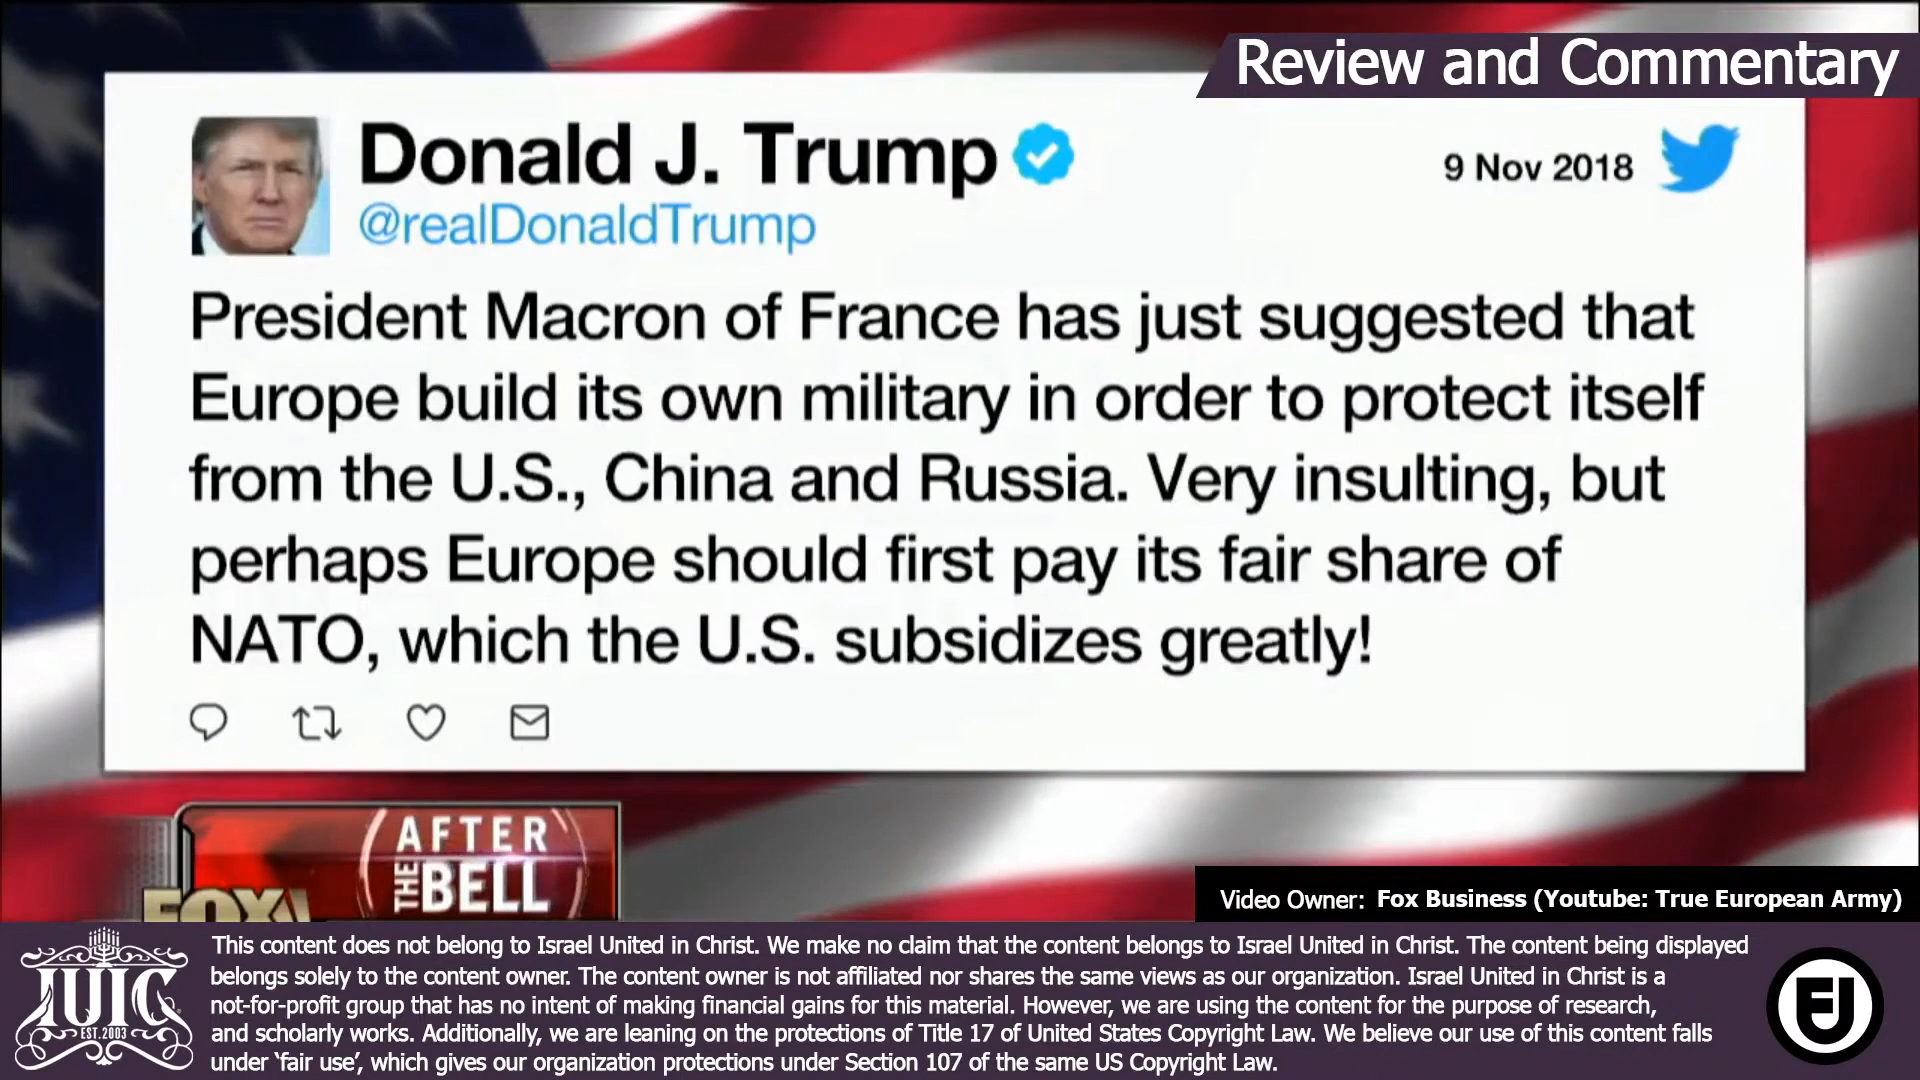 Review and Commentary
Donald J. Trump
9 Nov 2018
@realDonaldTrump
President Macron of France has just suggested that
Europe build its own military in order to protect itself
from the U.S., China and Russia. Very insulting, but
perhaps Europe should first pay its fair share of
NATO, which the U.S. subsidizes greatly!
AFTER
THE BELL
FOX
Video Owner: Fox Business (Youtube: True European Army)
This content does not belong to Israel United in Christ. We make no claim that the content belongs to Israel United in Christ. The content being displayed
belongs solely to the content owner. The content owner is not affiliated nor shares the same views as our organization. Israel United in Christ is a
not-for-profit group that has no intent of making financial gains for this material. However, we are using the content for the purpose of research,
and scholarly works. Additionally, we are leaning on the protections of Title 17 of United States Copyright Law. We believe our use of this content falls
under ‘fair use’, which gives our organization protections under Section 107 of the same US Copyright Law.
IUIC
EST. 2003